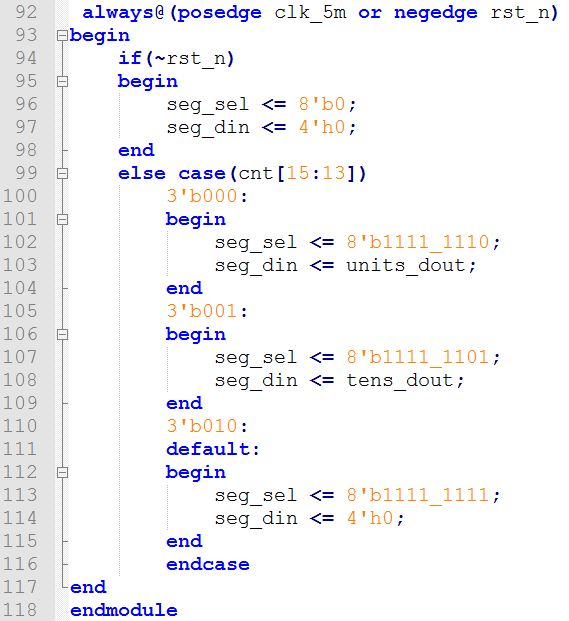 92 always@(posedge clk_5m or negedge rst_n)
93 begin
94 if(~rst_n)
95 begin
96 seg_sel <= 8'b0;
97 seg_din <= 4'h0;
98 end
99 else case(cnt[15:13])
100 3'b000:
101 begin
102 seg_sel <= 8'b1111_1110;
103 seg_din <= units_dout;
104 end
105 3'b001:
106 begin
107 seg_sel <= 8'b1111_1101;
108 seg_din <= tens_dout;
109 end
110 3'b010:
111 default:
112 begin
113 seg_sel <= 8'b1111_1111;
114 seg_din <= 4'h0;
115 end
116 endcase
117 end
118 endmodule